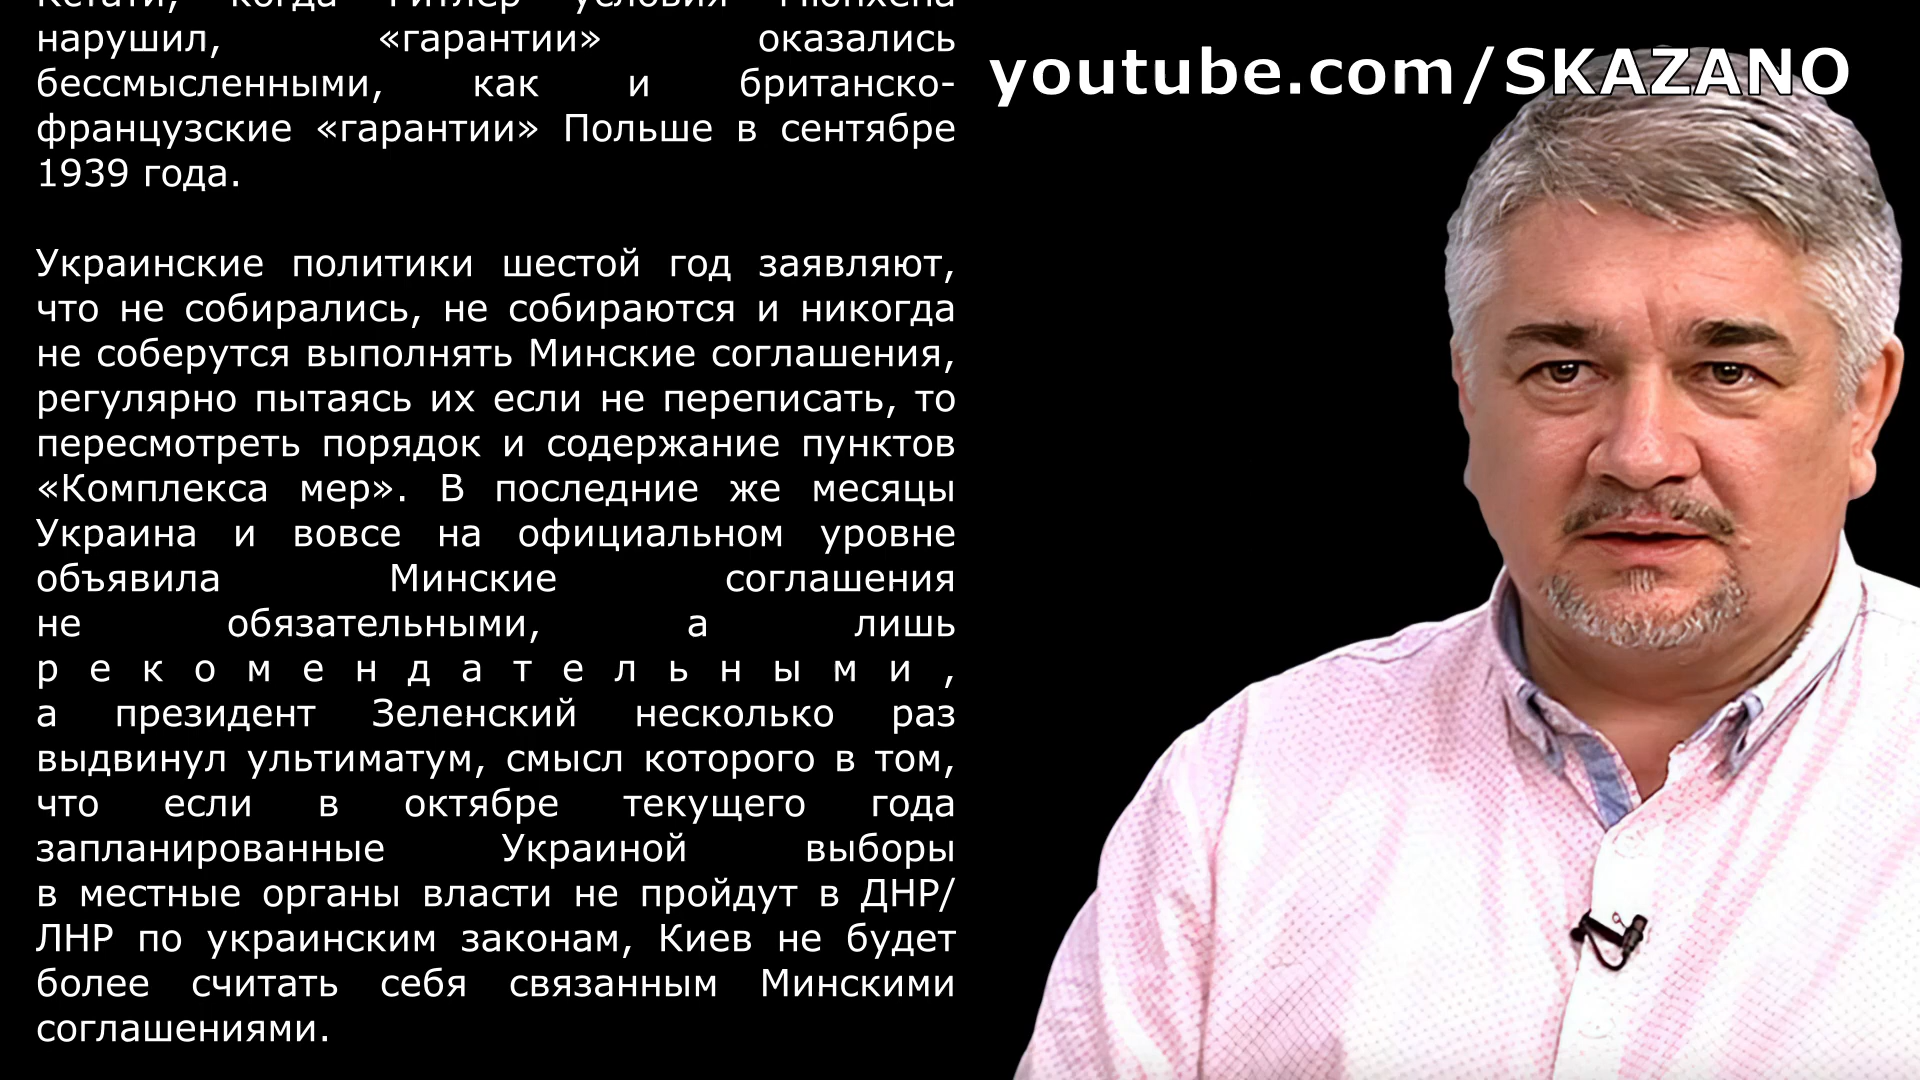 Кстати, когда Гитлер условия Мюнхена
нарушил, «гарантии» оказались
бессмысленными, как и британско-
французские «гарантии» Польше в сентябре
1939 года.
Украинские политики шестой год заявляют,
что не собирались, не собираются и никогда
не соберутся выполнять Минские соглашения,
регулярно пытаясь их если не переписать, то
пересмотреть порядок и содержание пунктов
«Комплекса мер». В последние же месяцы
Украина и вовсе на официальном уровне
объявила Минские соглашения
не обязательными, а лишь
рекомендательными,
а президент Зеленский несколько раз
выдвинул ультиматум, смысл которого в том,
что если в октябре текущего года
запланированные Украиной выборы
в местные органы власти не пройдут в ДНР/
ЛНР по украинским законам, Киев не будет
более считать себя связанным Минскими
соглашениями.
youtube.com/SKAZANO